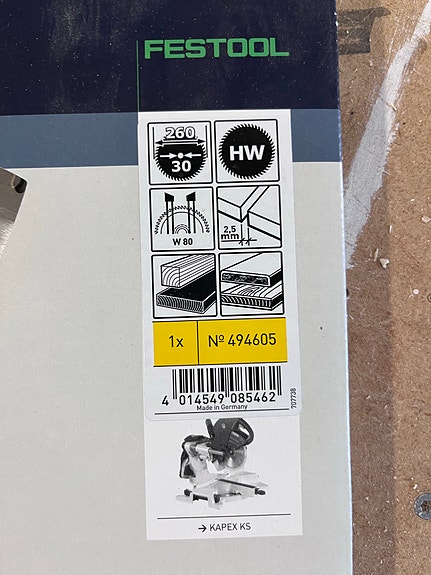 FESTOOL
260
30
HW
W 80
2,5
mm
1x
Nº 494605
4 014549 085462
Made in Germany
707738
→ KAPEX KS